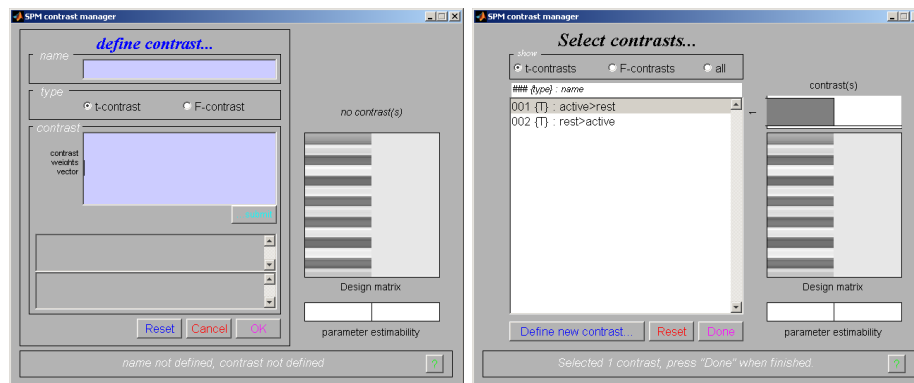 SPM contrast manager
define contrast...
name
type
t-contrast F-contrast
contrast
contrast
weights
vector
...submit
Reset Cancel OK
name not defined, contrast not defined
?
no contrast(s)
Design matrix
parameter estimability
SPM contrast manager
Select contrasts...
show
t-contrasts F-contrasts all
### {type} : name
001 {T} : active>rest
002 {T} : rest>active
Define new contrast... Reset Done
contrast(s)
Design matrix
parameter estimability
Selected 1 contrast, press "Done" when finished.
?